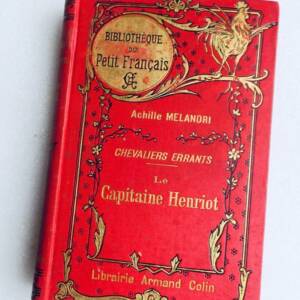 BIBLIOTHÈQUE
DU
Petit Français
Achille MELANDRI
CHEVALIERS ERRANTS
Le
Capitaine Henriot
Librairie Armand Colin